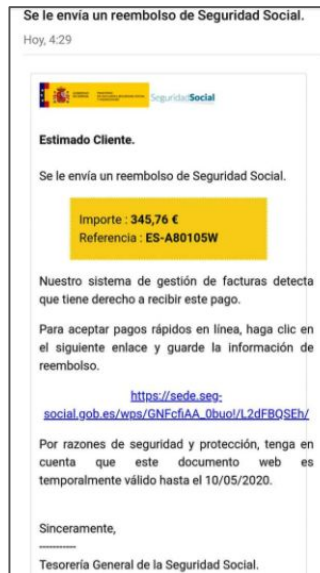 Se le envía un reembolso de Seguridad Social.
Hoy, 4:29
SeguridadSocial
Estimado Cliente.
Se le envía un reembolso de Seguridad Social.
Importe : 345,76 €
Referencia : ES-A80105W
Nuestro sistema de gestión de facturas detecta
que tiene derecho a recibir este pago.
Para aceptar pagos rápidos en línea, haga clic en
el siguiente enlace y guarde la información de
reembolso.
https://sede.seg-
social.gob.es/wps/GNFcfiAA_0buo!/L2dFBQSEh/
Por razones de seguridad y protección, tenga en
cuenta que este documento web es
temporalmente válido hasta el 10/05/2020.
Sinceramente,
-----------
Tesorería General de la Seguridad Social.